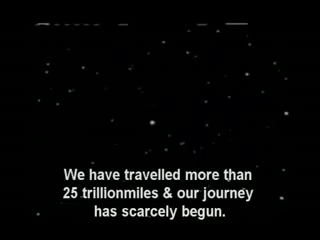 We have travelled more than
25 trillionmiles & our journey
has scarcely begun.